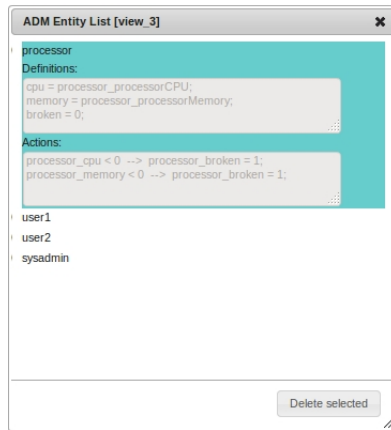 ADM Entity List [view_3]
processor
Definitions:
cpu = processor_processorCPU;
memory = processor_processorMemory;
broken = 0;
Actions:
processor_cpu < 0 --> processor_broken = 1;
processor_memory < 0 --> processor_broken = 1;
user1
user2
sysadmin
Delete selected